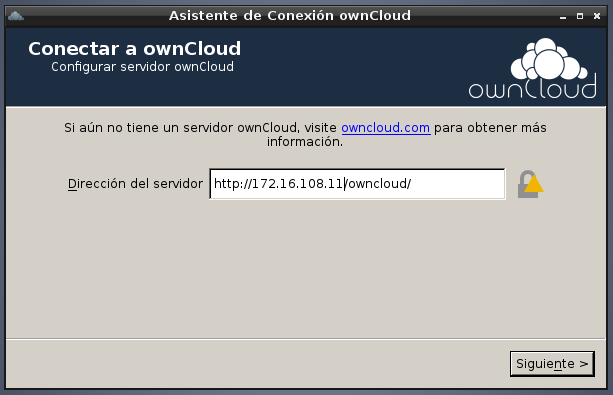 Asistente de Conexión ownCloud
Conectar a ownCloud
Configurar servidor ownCloud
ownCloud
Si aún no tiene un servidor ownCloud, visite owncloud.com para obtener más
información.
Dirección del servidor http://172.16.108.11/owncloud/
Siguiente >